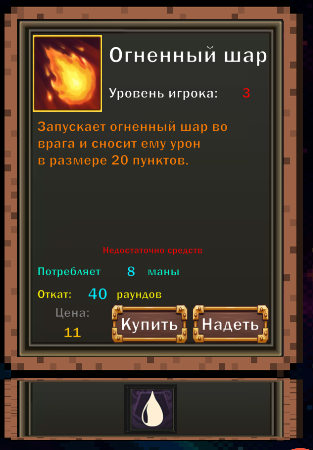 Огненный шар
Уровень игрока: 3
Запускает огненный шар во
врага и сносит ему урон
в размере 20 пунктов.
Недостаточно средств
Потребляет 8 маны
Откат: 40 раундов
Цена:
11
Купить
Надеть